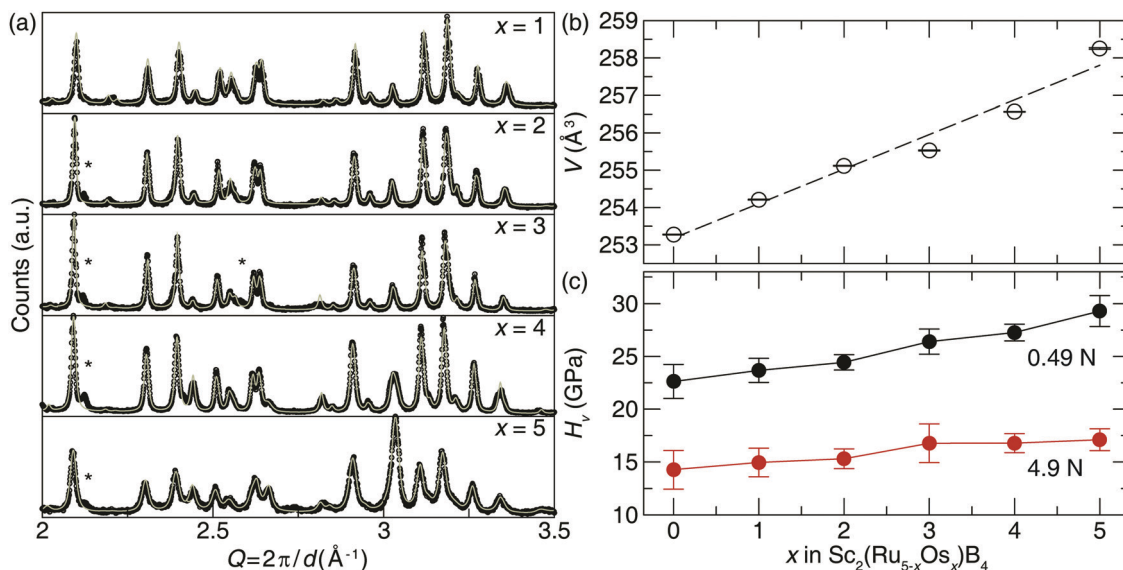 (a)
x = 1
x = 2
*
x = 3
*
*
x = 4
*
x = 5
*
Counts (a.u.)
2
2.5
3
3.5
Q=2π/d(Å⁻¹)
(b)
259
258
257
256
255
254
253
V (Å³)
(c)
30
25
20
15
10
Hᵥ (GPa)
0.49 N
4.9 N
0
1
2
3
4
5
x in Sc₂(Ru₅₋ₓOsₓ)B₄